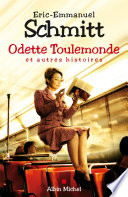 Eric-Emmanuel
Schmitt
Odette Toulemonde
et autres histoires
Albin Michel